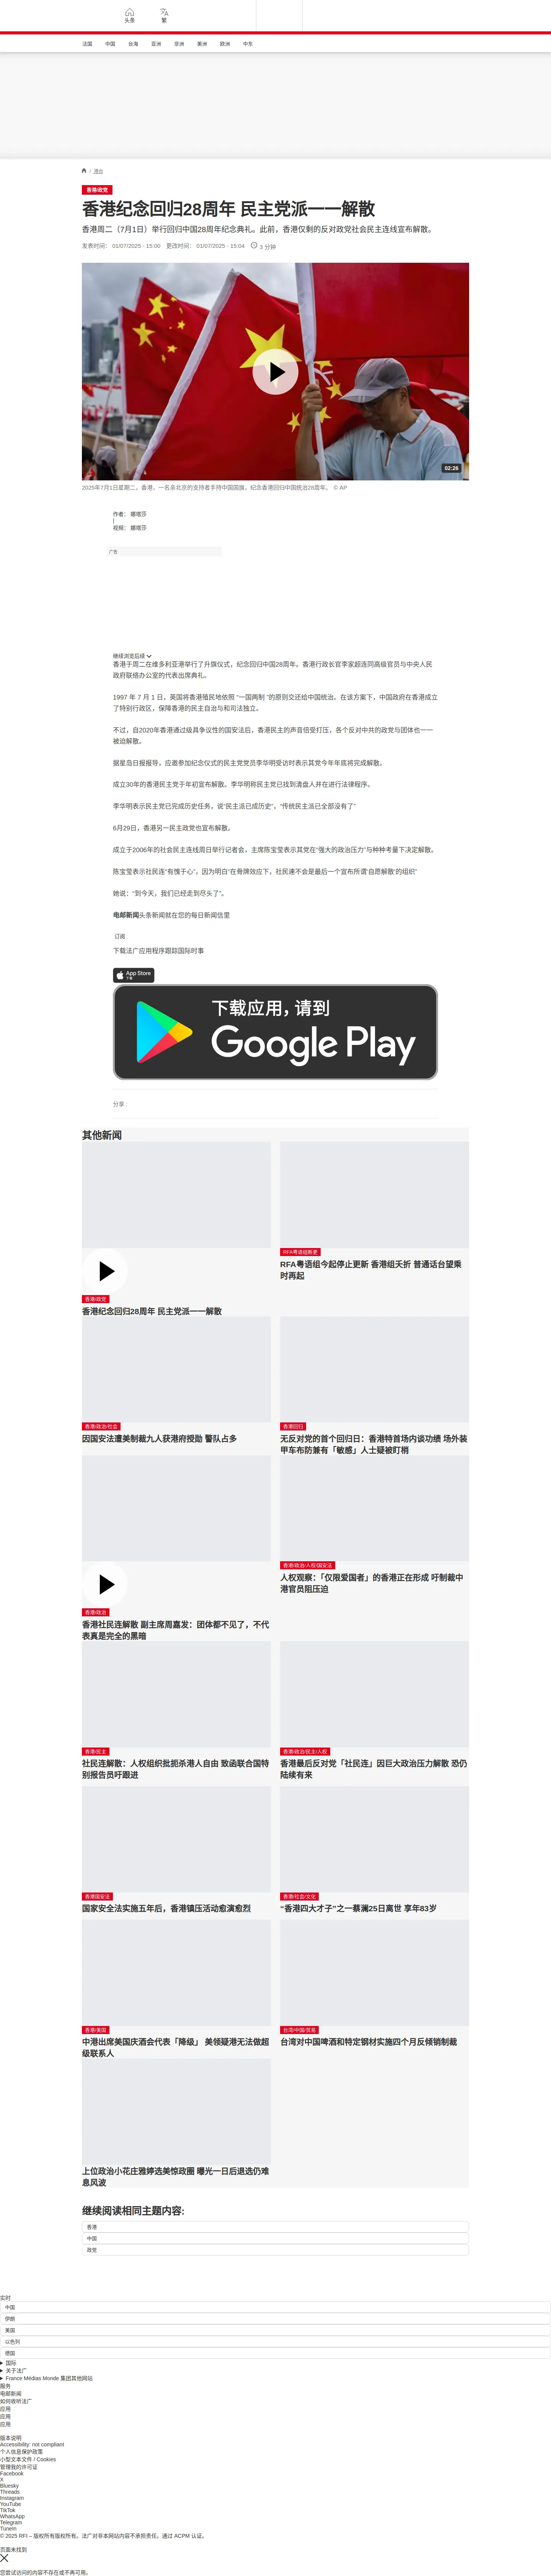 头条
繁
法国
中国
台海
亚洲
非洲
美洲
欧洲
中东
/ 港台
香港/政党
香港纪念回归28周年 民主党派一一解散
香港周二（7月1日）举行回归中国28周年纪念典礼。此前，香港仅剩的反对政党社会民主连线宣布解散。
发表时间： 01/07/2025 - 15:00 更改时间： 01/07/2025 - 15:04 3 分钟
02:26
2025年7月1日星期二，香港，一名亲北京的支持者手持中国国旗，纪念香港回归中国统治28周年。 © AP
作者： 娜塔莎
|
视频： 娜塔莎
广告
继续浏览后续
香港于周二在维多利亚港举行了升旗仪式，纪念回归中国28周年。香港行政长官李家超连同高级官员与中央人民
政府联络办公室的代表出席典礼。
1997 年 7 月 1 日，英国将香港殖民地依照 “一国两制 ”的原则交还给中国统治。在该方案下，中国政府在香港成立
了特别行政区，保障香港的民主自治与和司法独立。
不过，自2020年香港通过级具争议性的国安法后，香港民主的声音倍受打压，各个反对中共的政党与团体也一一
被迫解散。
据星岛日报报导，应邀参加纪念仪式的民主党党员李华明受访时表示其党今年年底将完成解散。
成立30年的香港民主党于年初宣布解散。李华明称民主党已找到清盘人并在进行法律程序。
李华明表示民主党已完成历史任务，说“民主派已成历史”，“传统民主派已全部没有了”
6月29日，香港另一民主政党也宣布解散。
成立于2006年的社会民主连线周日举行记者会，主席陈宝莹表示其党在“强大的政治压力”与种种考量下决定解散。
陈宝莹表示社民连“有愧于心”，因为明白“在骨牌效应下，社民连不会是最后一个宣布所谓‘自愿解散’的组织”
她说：“到今天，我们已经走到尽头了”。
电邮新闻头条新闻就在您的每日新闻信里
订阅
下载法广应用程序跟踪国际时事
App Store
下载
下载应用，请到
Google Play
分享 :
其他新闻
RFA粤语组断更
RFA粤语组今起停止更新 香港组夭折 普通话台望乘
时再起
香港/政党
香港纪念回归28周年 民主党派一一解散
香港/政治/社会
因国安法遭美制裁九人获港府授勋 警队占多
香港回归
无反对党的首个回归日：香港特首场内谈功绩 场外装
甲车布防兼有「敏感」人士疑被盯梢
香港/政治/人权/国安法
人权观察:「仅限爱国者」的香港正在形成 吁制裁中
港官员阻压迫
香港/政治
香港社民连解散 副主席周嘉发：团体都不见了，不代
表真是完全的黑暗
香港/民主
社民连解散：人权组织批扼杀港人自由 致函联合国特
别报告员吁跟进
香港/政治/民主/人权
香港最后反对党「社民连」因巨大政治压力解散 恐仍
陆续有来
香港国安法
国家安全法实施五年后，香港镇压活动愈演愈烈
香港/社会/文化
“香港四大才子”之一蔡澜25日离世 享年83岁
香港/美国
中港出席美国庆酒会代表「降级」 美领疑港无法做超
级联系人
台湾/中国/贸易
台湾对中国啤酒和特定钢材实施四个月反倾销制裁
上位政治小花庄雅婷选美惊政圈 曝光一日后退选仍难
息风波
继续阅读相同主题内容:
香港
中国
政党
实时
中国
伊朗
美国
以色列
德国
国际
关于法广
France Médias Monde 集团其他网站
服务
电邮新闻
如何收听法广
应用
应用
应用
版本说明
Accessibility: not compliant
个人信息保护政策
小型文本文件 / Cookies
管理我的许可证
Facebook
X
Bluesky
Threads
Instagram
YouTube
TikTok
WhatsApp
Telegram
TuneIn
© 2025 RFI – 版权所有版权所有。法广对非本网站内容不承担责任。通过 ACPM 认证。
页面未找到
您尝试访问的内容不存在或不再可用。